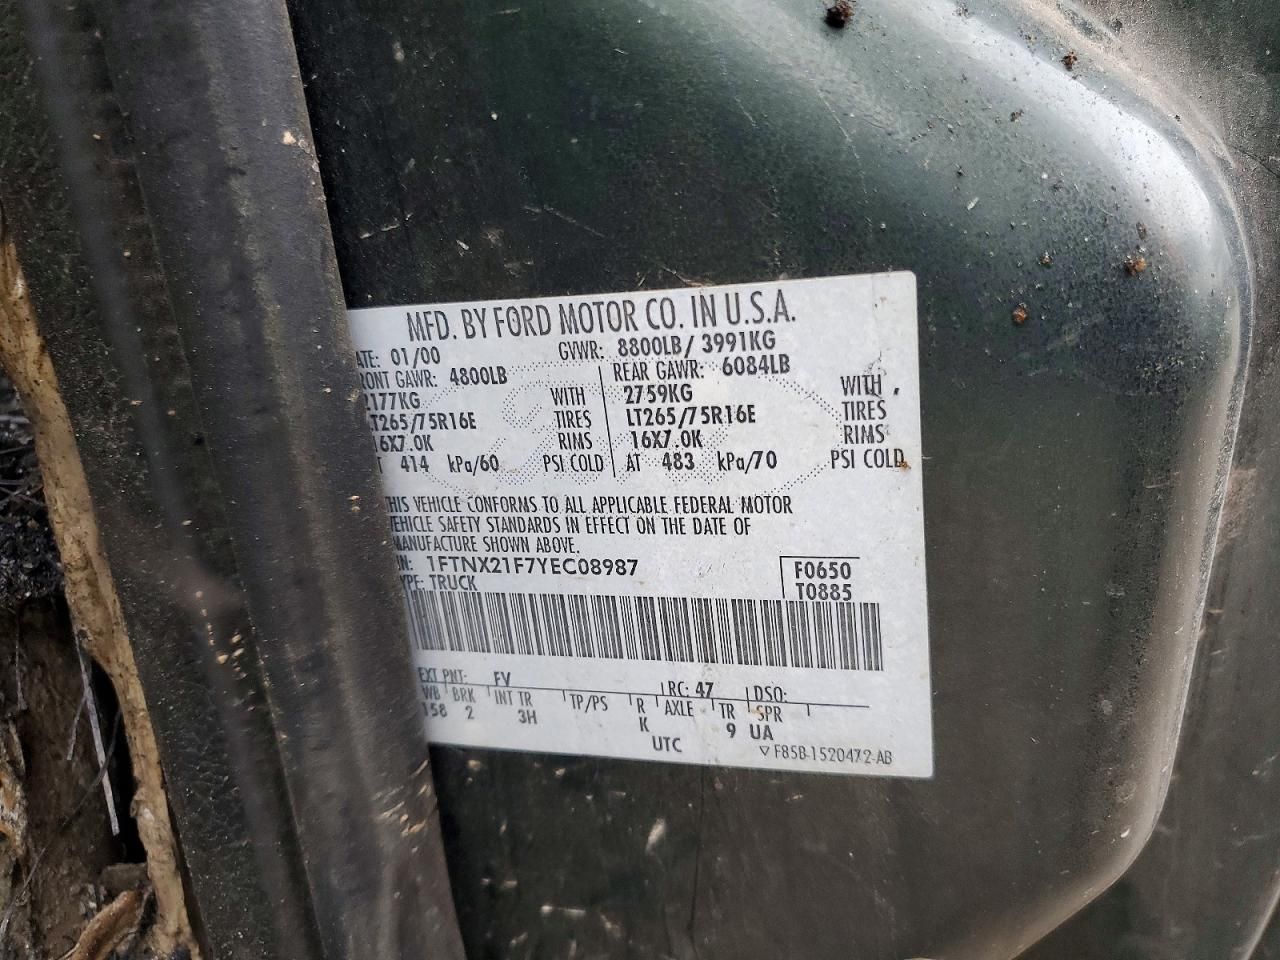 MFD. BY FORD MOTOR CO. IN U.S.A.
ATE: 01/00 GVWR: 8800LB/ 3991KG
RONT GAWR: 4800LB REAR GAWR: 6084LB
2177KG WITH 2759KG WITH
LT265/75R16E TIRES LT265/75R16E TIRES
16X7.0K RIMS 16X7.0K RIMS
T 414 kPa/60 PSI COLD AT 483 kPa/70 PSI COLD
THIS VEHICLE CONFORMS TO ALL APPLICABLE FEDERAL MOTOR
VEHICLE SAFETY STANDARDS IN EFFECT ON THE DATE OF
MANUFACTURE SHOWN ABOVE.
IN: 1FTNX21F7YEC08987 F0650
YPE: TRUCK T0885
EXT PNT: FV RC: 47 DSO:
WB BRK INT TR TP/PS R AXLE TR SPR
158 2 3H K 9 UA
UTC F85B-1520472-AB